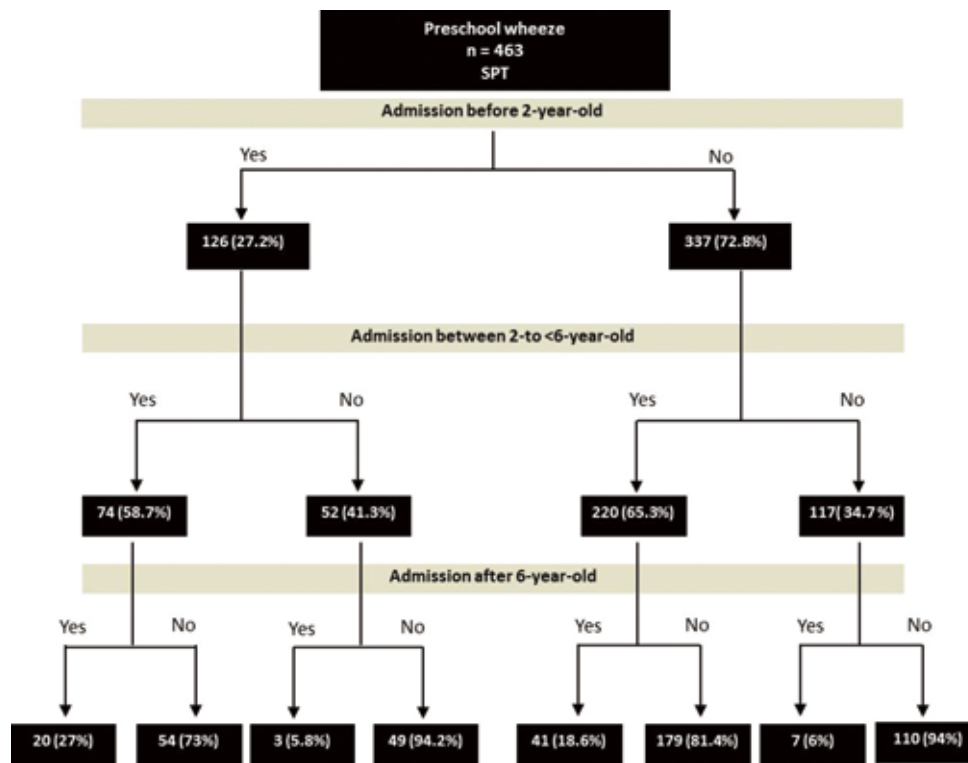 Preschool wheeze
n = 463
SPT
Admission before 2-year-old
Yes
No
126 (27.2%)
337 (72.8%)
Admission between 2-to <6-year-old
Yes
No
Yes
No
74 (58.7%)
52 (41.3%)
220 (65.3%)
117( 34.7%)
Admission after 6-year-old
Yes
No
Yes
No
Yes
No
Yes
No
20 (27%)
54 (73%)
3 (5.8%)
49 (94.2%)
41 (18.6%)
179 (81.4%)
7 (6%)
110 (94%)